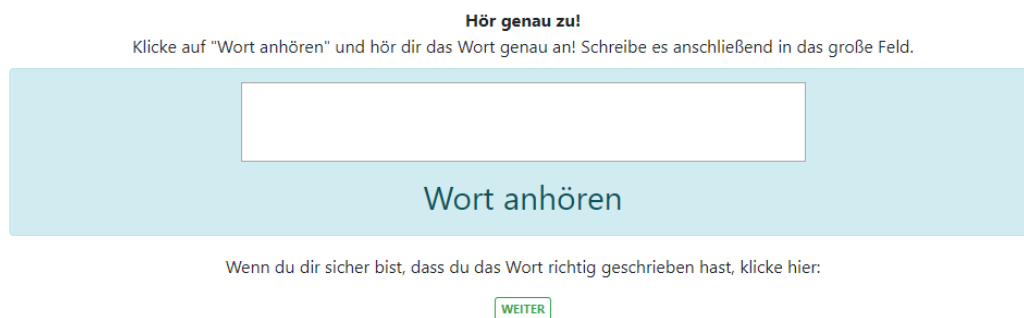 Hör genau zu!
Klicke auf "Wort anhören" und hör dir das Wort genau an! Schreibe es anschließend in das große Feld.
Wort anhören
Wenn du dir sicher bist, dass du das Wort richtig geschrieben hast, klicke hier:
WEITER